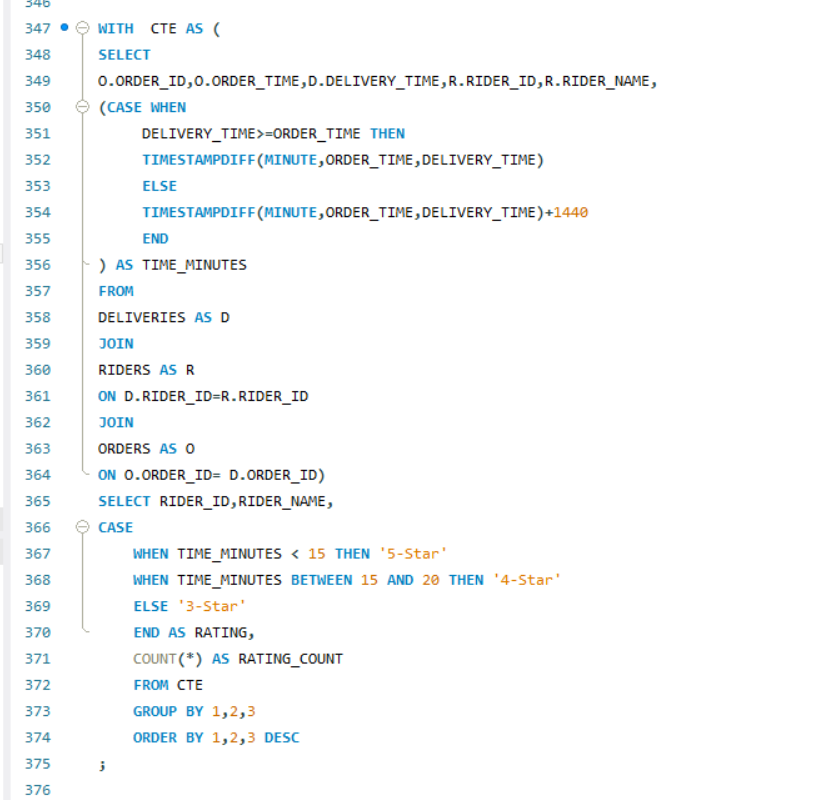 346
347 WITH  CTE AS (
348 SELECT
349 O.ORDER_ID,O.ORDER_TIME,D.DELIVERY_TIME,R.RIDER_ID,R.RIDER_NAME,
350 (CASE WHEN
351      DELIVERY_TIME>=ORDER_TIME THEN
352      TIMESTAMPDIFF(MINUTE,ORDER_TIME,DELIVERY_TIME)
353      ELSE
354      TIMESTAMPDIFF(MINUTE,ORDER_TIME,DELIVERY_TIME)+1440
355      END
356 ) AS TIME_MINUTES
357 FROM
358 DELIVERIES AS D
359 JOIN
360 RIDERS AS R
361 ON D.RIDER_ID=R.RIDER_ID
362 JOIN
363 ORDERS AS O
364 ON O.ORDER_ID= D.ORDER_ID)
365 SELECT RIDER_ID,RIDER_NAME,
366 CASE
367     WHEN TIME_MINUTES < 15 THEN '5-Star'
368     WHEN TIME_MINUTES BETWEEN 15 AND 20 THEN '4-Star'
369     ELSE '3-Star'
370     END AS RATING,
371     COUNT(*) AS RATING_COUNT
372     FROM CTE
373     GROUP BY 1,2,3
374     ORDER BY 1,2,3 DESC
375 ;
376